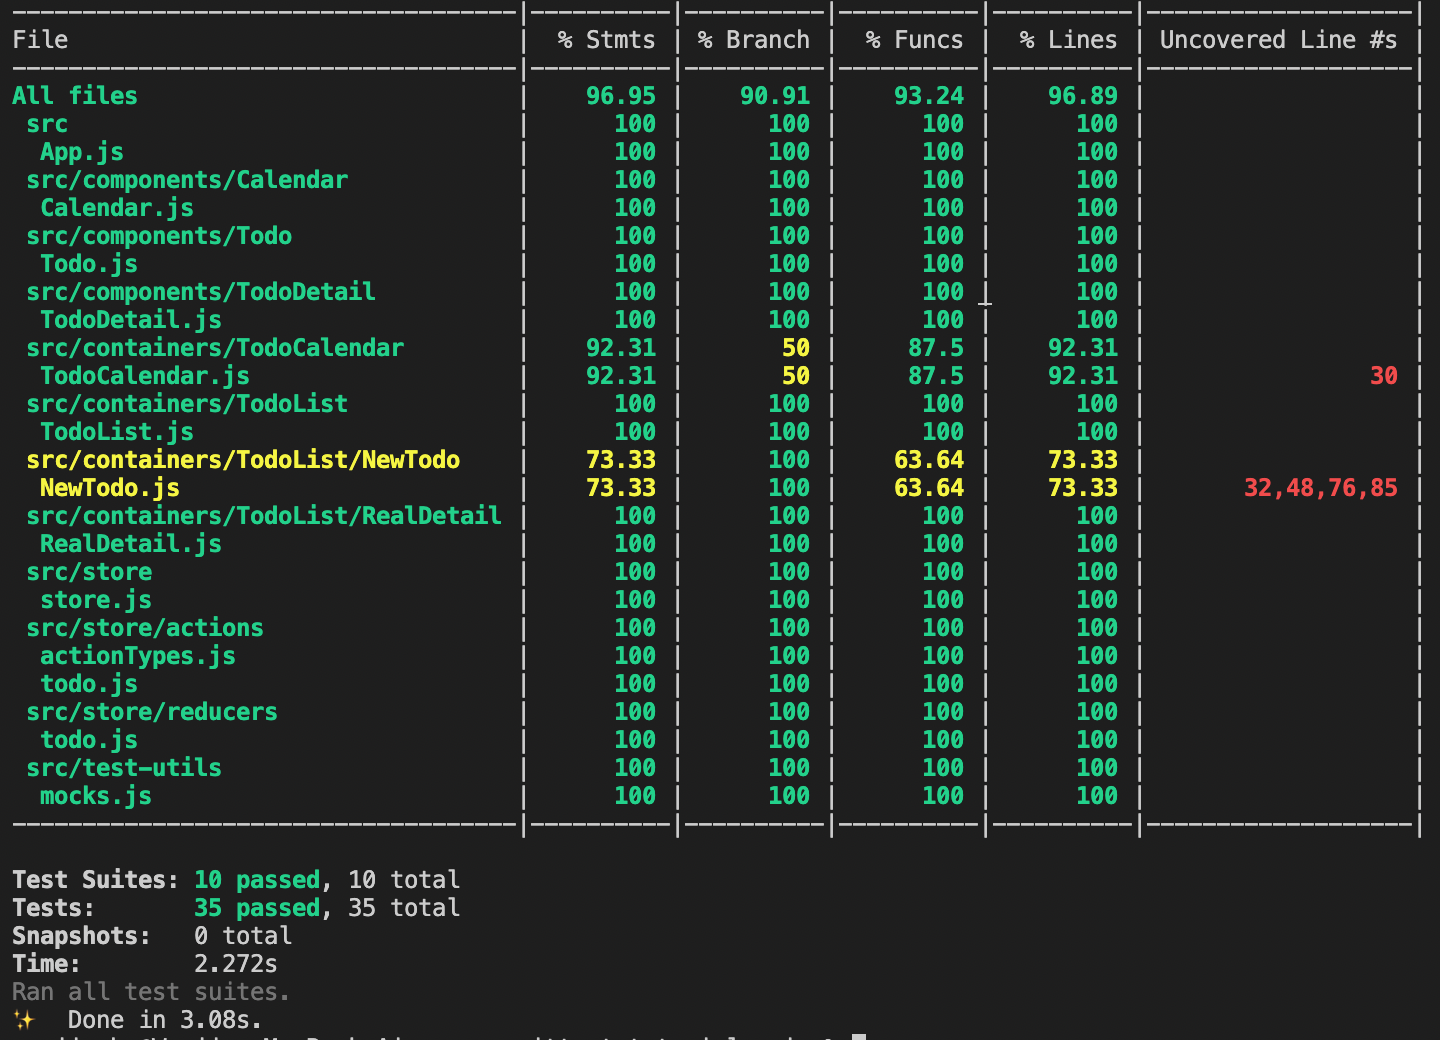 File | % Stmts | % Branch | % Funcs | % Lines | Uncovered Line #s |
All files | 96.95 | 90.91 | 93.24 | 96.89 | |
src | 100 | 100 | 100 | 100 | |
App.js | 100 | 100 | 100 | 100 | |
src/components/Calendar | 100 | 100 | 100 | 100 | |
Calendar.js | 100 | 100 | 100 | 100 | |
src/components/Todo | 100 | 100 | 100 | 100 | |
Todo.js | 100 | 100 | 100 | 100 | |
src/components/TodoDetail | 100 | 100 | 100 | 100 | |
TodoDetail.js | 100 | 100 | 100 | 100 | |
src/containers/TodoCalendar | 92.31 | 50 | 87.5 | 92.31 | |
TodoCalendar.js | 92.31 | 50 | 87.5 | 92.31 | 30 |
src/containers/TodoList | 100 | 100 | 100 | 100 | |
TodoList.js | 100 | 100 | 100 | 100 | |
src/containers/TodoList/NewTodo | 73.33 | 100 | 63.64 | 73.33 | |
NewTodo.js | 73.33 | 100 | 63.64 | 73.33 | 32,48,76,85 |
src/containers/TodoList/RealDetail | 100 | 100 | 100 | 100 | |
RealDetail.js | 100 | 100 | 100 | 100 | |
src/store | 100 | 100 | 100 | 100 | |
store.js | 100 | 100 | 100 | 100 | |
src/store/actions | 100 | 100 | 100 | 100 | |
actionTypes.js | 100 | 100 | 100 | 100 | |
todo.js | 100 | 100 | 100 | 100 | |
src/store/reducers | 100 | 100 | 100 | 100 | |
todo.js | 100 | 100 | 100 | 100 | |
src/test-utils | 100 | 100 | 100 | 100 | |
mocks.js | 100 | 100 | 100 | 100 | |
Test Suites: 10 passed, 10 total
Tests: 35 passed, 35 total
Snapshots: 0 total
Time: 2.272s
Ran all test suites.
✨ Done in 3.08s.